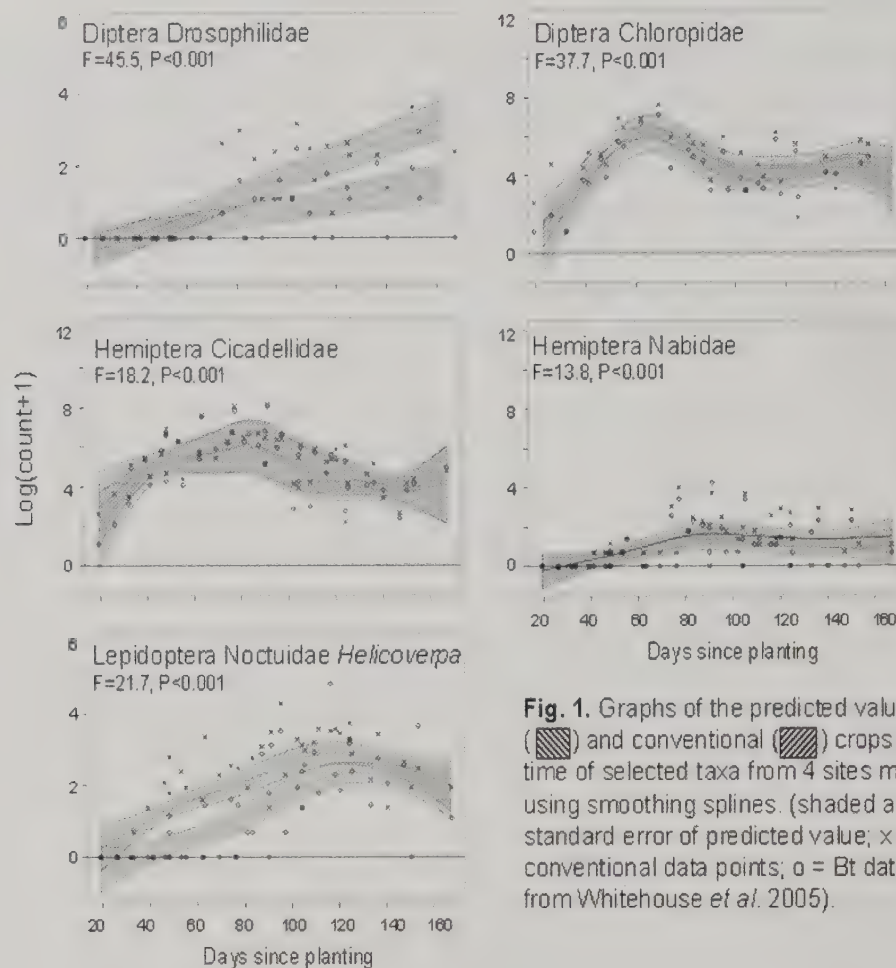 6
Diptera Drosophilidae
F=45.5, P<0.001
4
2
0
12
Diptera Chloropidae
F=37.7, P<0.001
8
4
0
Log(count+1)
12
Hemiptera Cicadellidae
F=18.2, P<0.001
8
4
0
12
Hemiptera Nabidae
F=13.8, P<0.001
8
4
0
20 40 60 80 100 120 140 160
Days since planting
6
Lepidoptera Noctuidae Helicoverpa
F=21.7, P<0.001
4
2
0
20 40 60 80 100 120 140 160
Days since planting
Fig. 1. Graphs of the predicted valu
( ) and conventional ( ) crops
time of selected taxa from 4 sites m
using smoothing splines. (shaded a
standard error of predicted value; x
conventional data points; o = Bt dat
from Whitehouse et al. 2005).